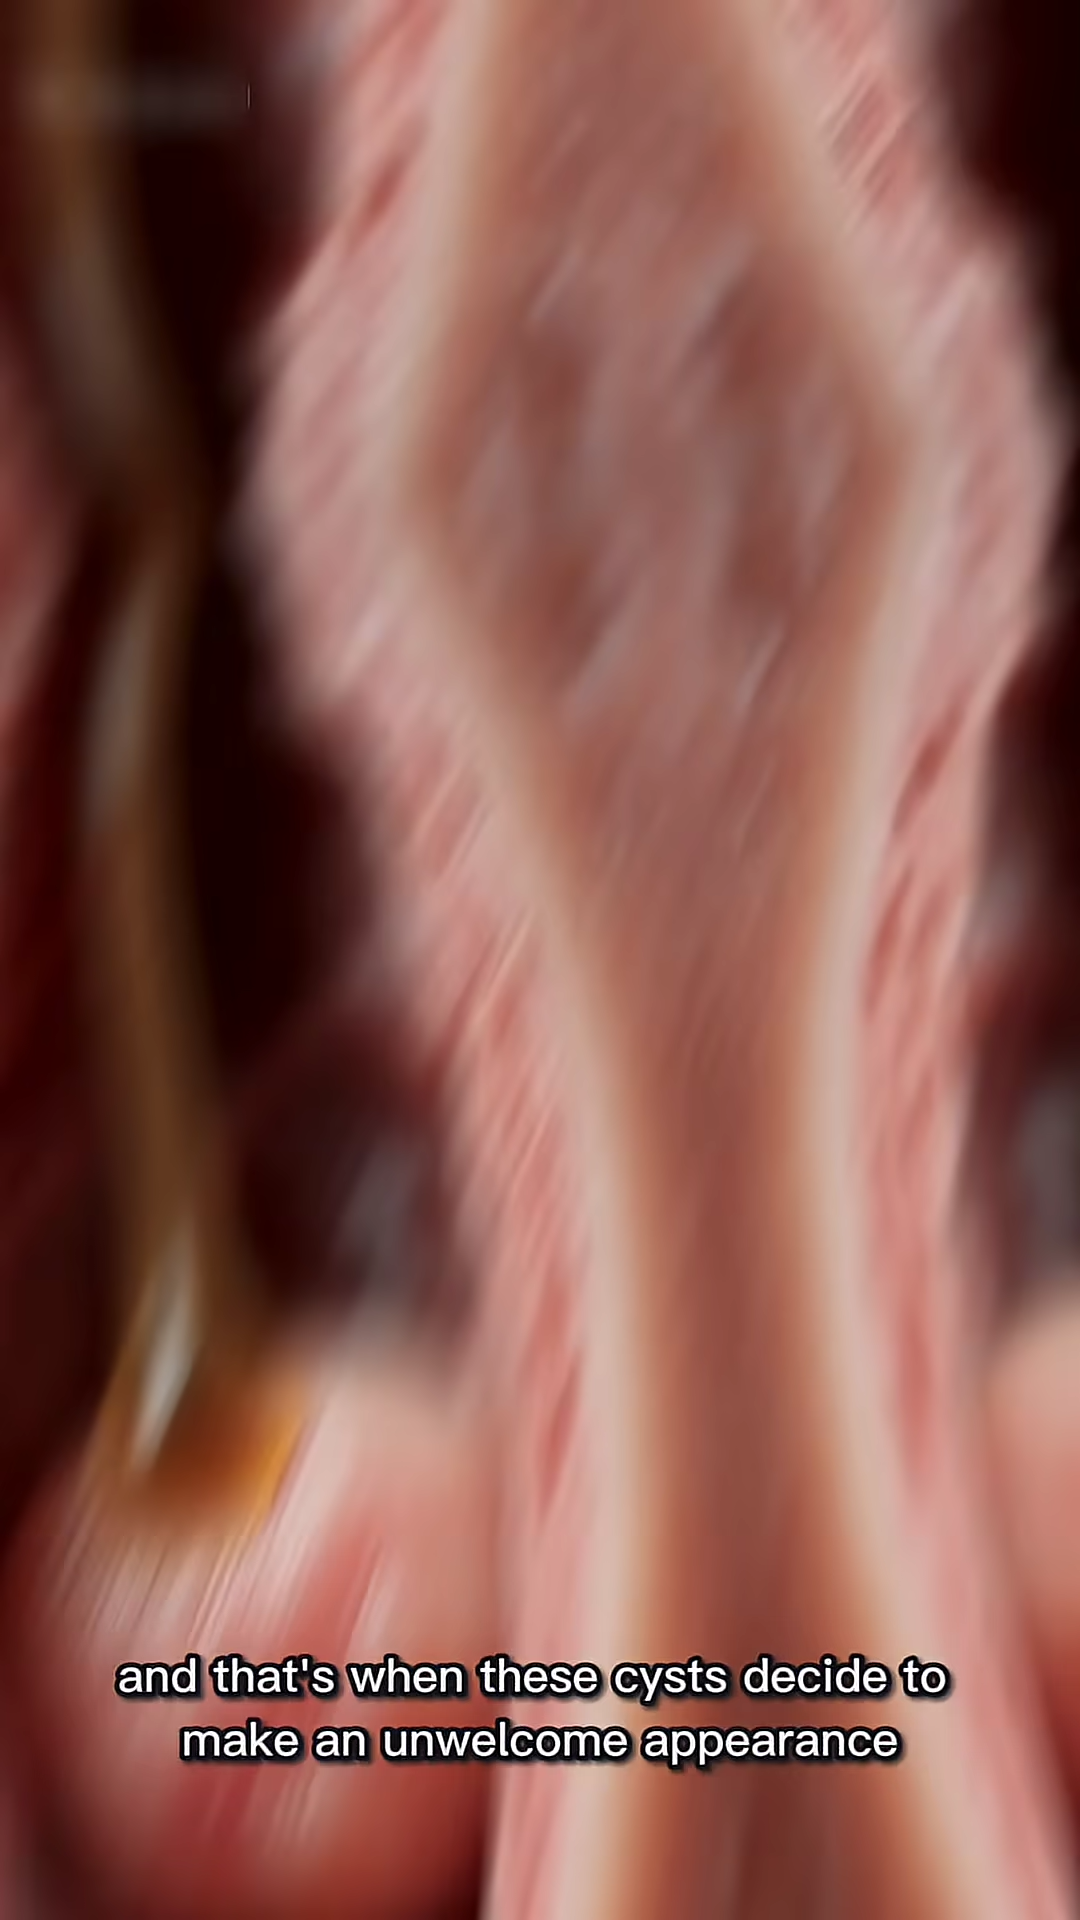 and that's when these cysts decide to
make an unwelcome appearance